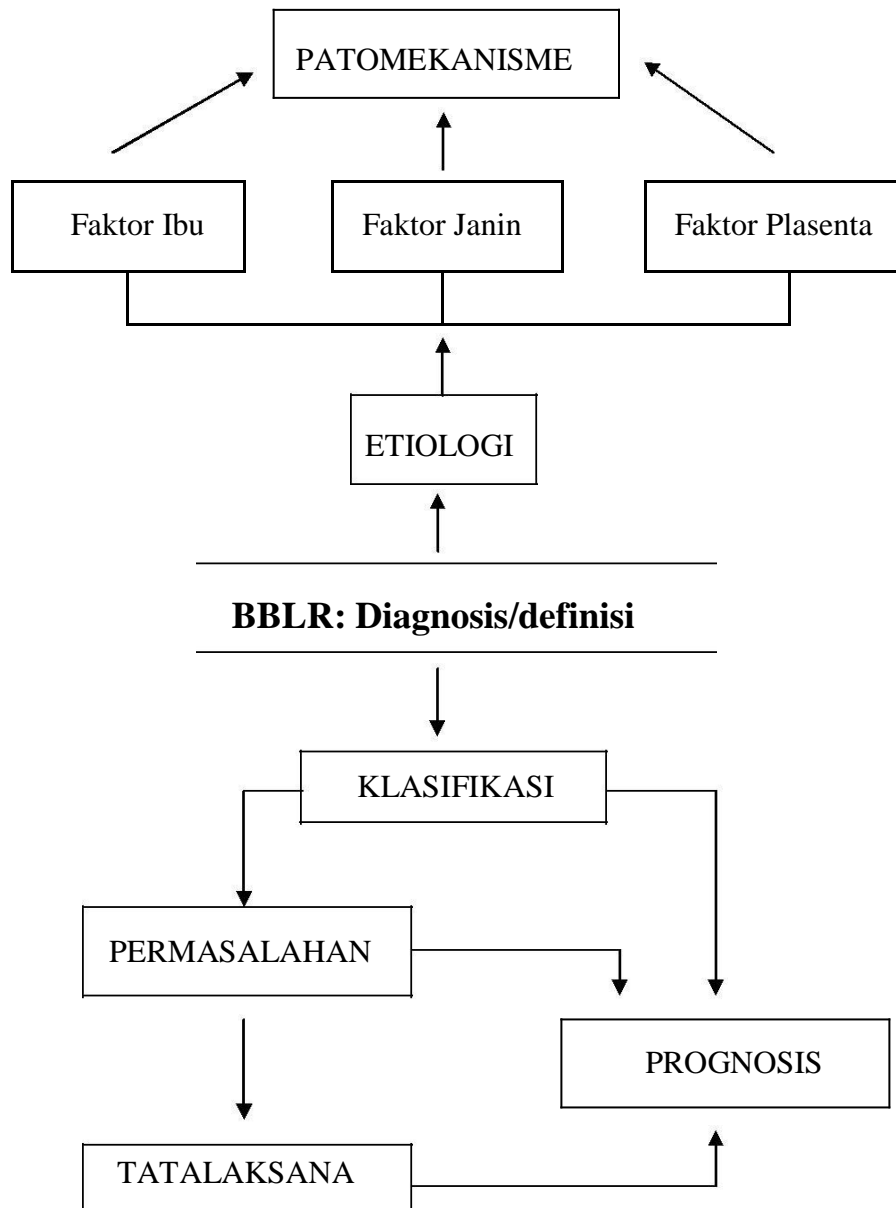 PATOMEKANISME
Faktor Ibu
Faktor Janin
Faktor Plasenta
ETIOLOGI
BBLR: Diagnosis/definisi
KLASIFIKASI
PERMASALAHAN
PROGNOSIS
TATALAKSANA